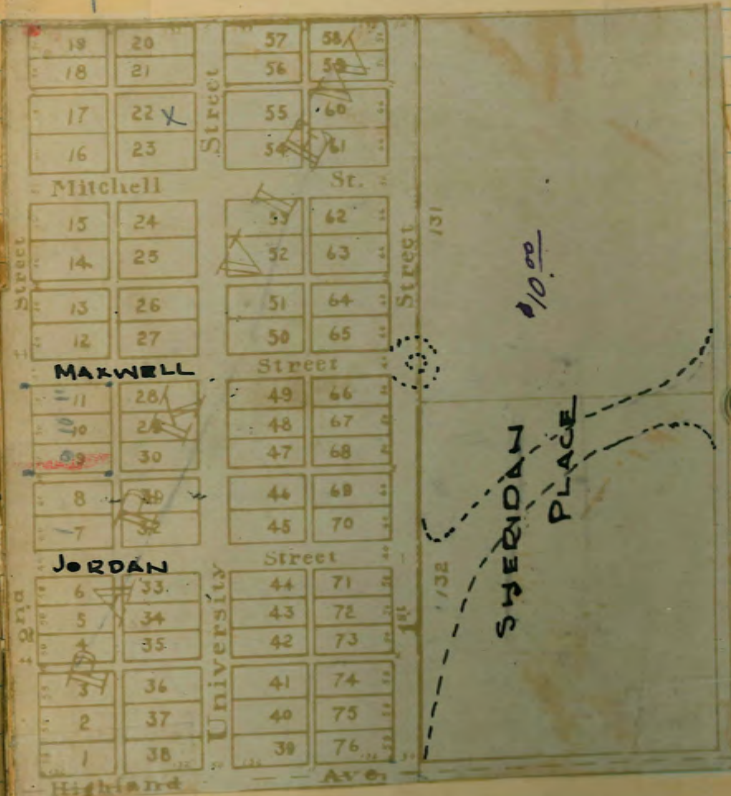 19 20 57 58
18 21 56 59
17 22 X 55 60
16 23 54 61
Street
Mitchell St.
15 24 53 62
14 25 52 63
13 26 51 64
12 27 50 65
Street
Street
131
$10.00
MAXWELL Street
11 28 49 66
10 29 48 67
9 30 47 68
8 46 69
7 32 45 70
SHERIDAN
PLACE
JORDAN Street
6 33 44 71
5 34 43 72
4 35 42 73
3 36 41 74
2 37 40 75
1 38 39 76
2nd
University
1st
132
Highland Ave.